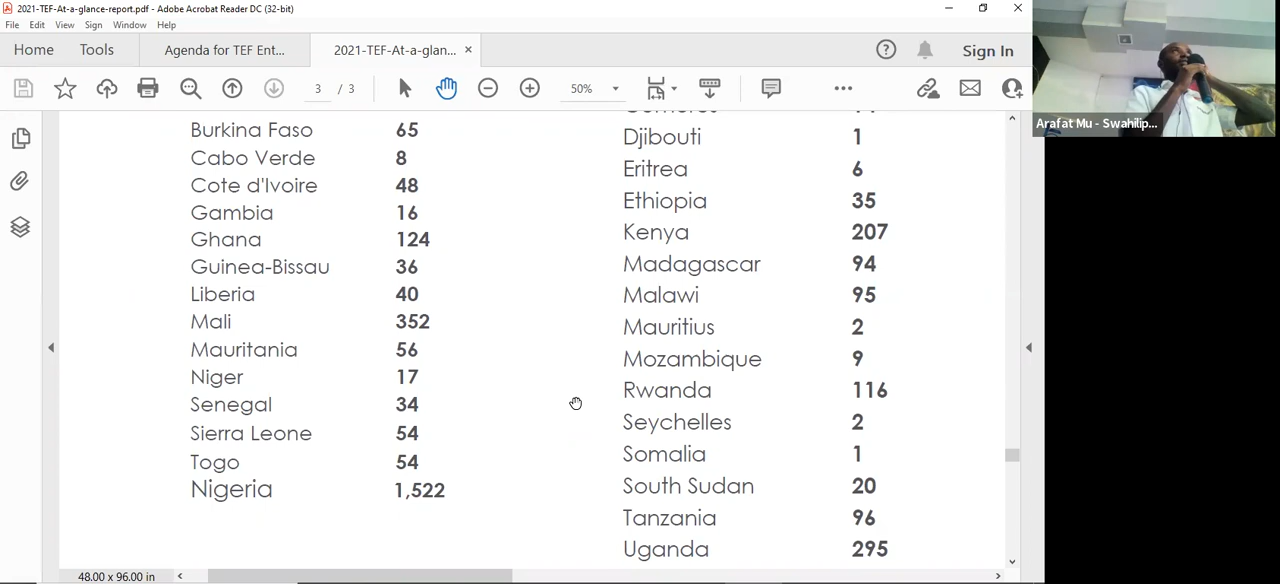 2021-TEF-At-a-glance-report.pdf - Adobe Acrobat Reader DC (32-bit)
File Edit View Sign Window Help
Home Tools Agenda for TEF Ent... 2021-TEF-At-a-glan... × Sign In
3 / 3 50%
Arafat Mu - Swahilip...
Burkina Faso 65
Cabo Verde 8
Cote d'Ivoire 48
Gambia 16
Ghana 124
Guinea-Bissau 36
Liberia 40
Mali 352
Mauritania 56
Niger 17
Senegal 34
Sierra Leone 54
Togo 54
Nigeria 1,522
Djibouti 1
Eritrea 6
Ethiopia 35
Kenya 207
Madagascar 94
Malawi 95
Mauritius 2
Mozambique 9
Rwanda 116
Seychelles 2
Somalia 1
South Sudan 20
Tanzania 96
Uganda 295
48.00 x 96.00 in